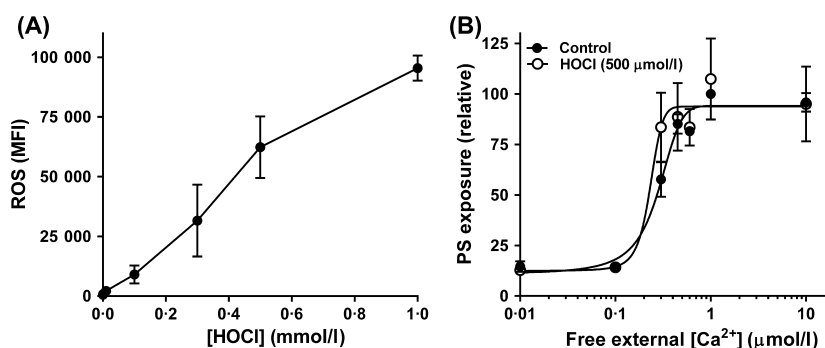 (A)
100 000
75 000
50 000
25 000
0
ROS (MFI)
0·0
0·2
0·4
0·6
0·8
1·0
[HOCl] (mmol/l)
(B)
Control
HOCl (500 μmol/l)
125
100
75
50
25
0
PS exposure (relative)
0·01
0·1
1
10
Free external [Ca²⁺] (μmol/l)